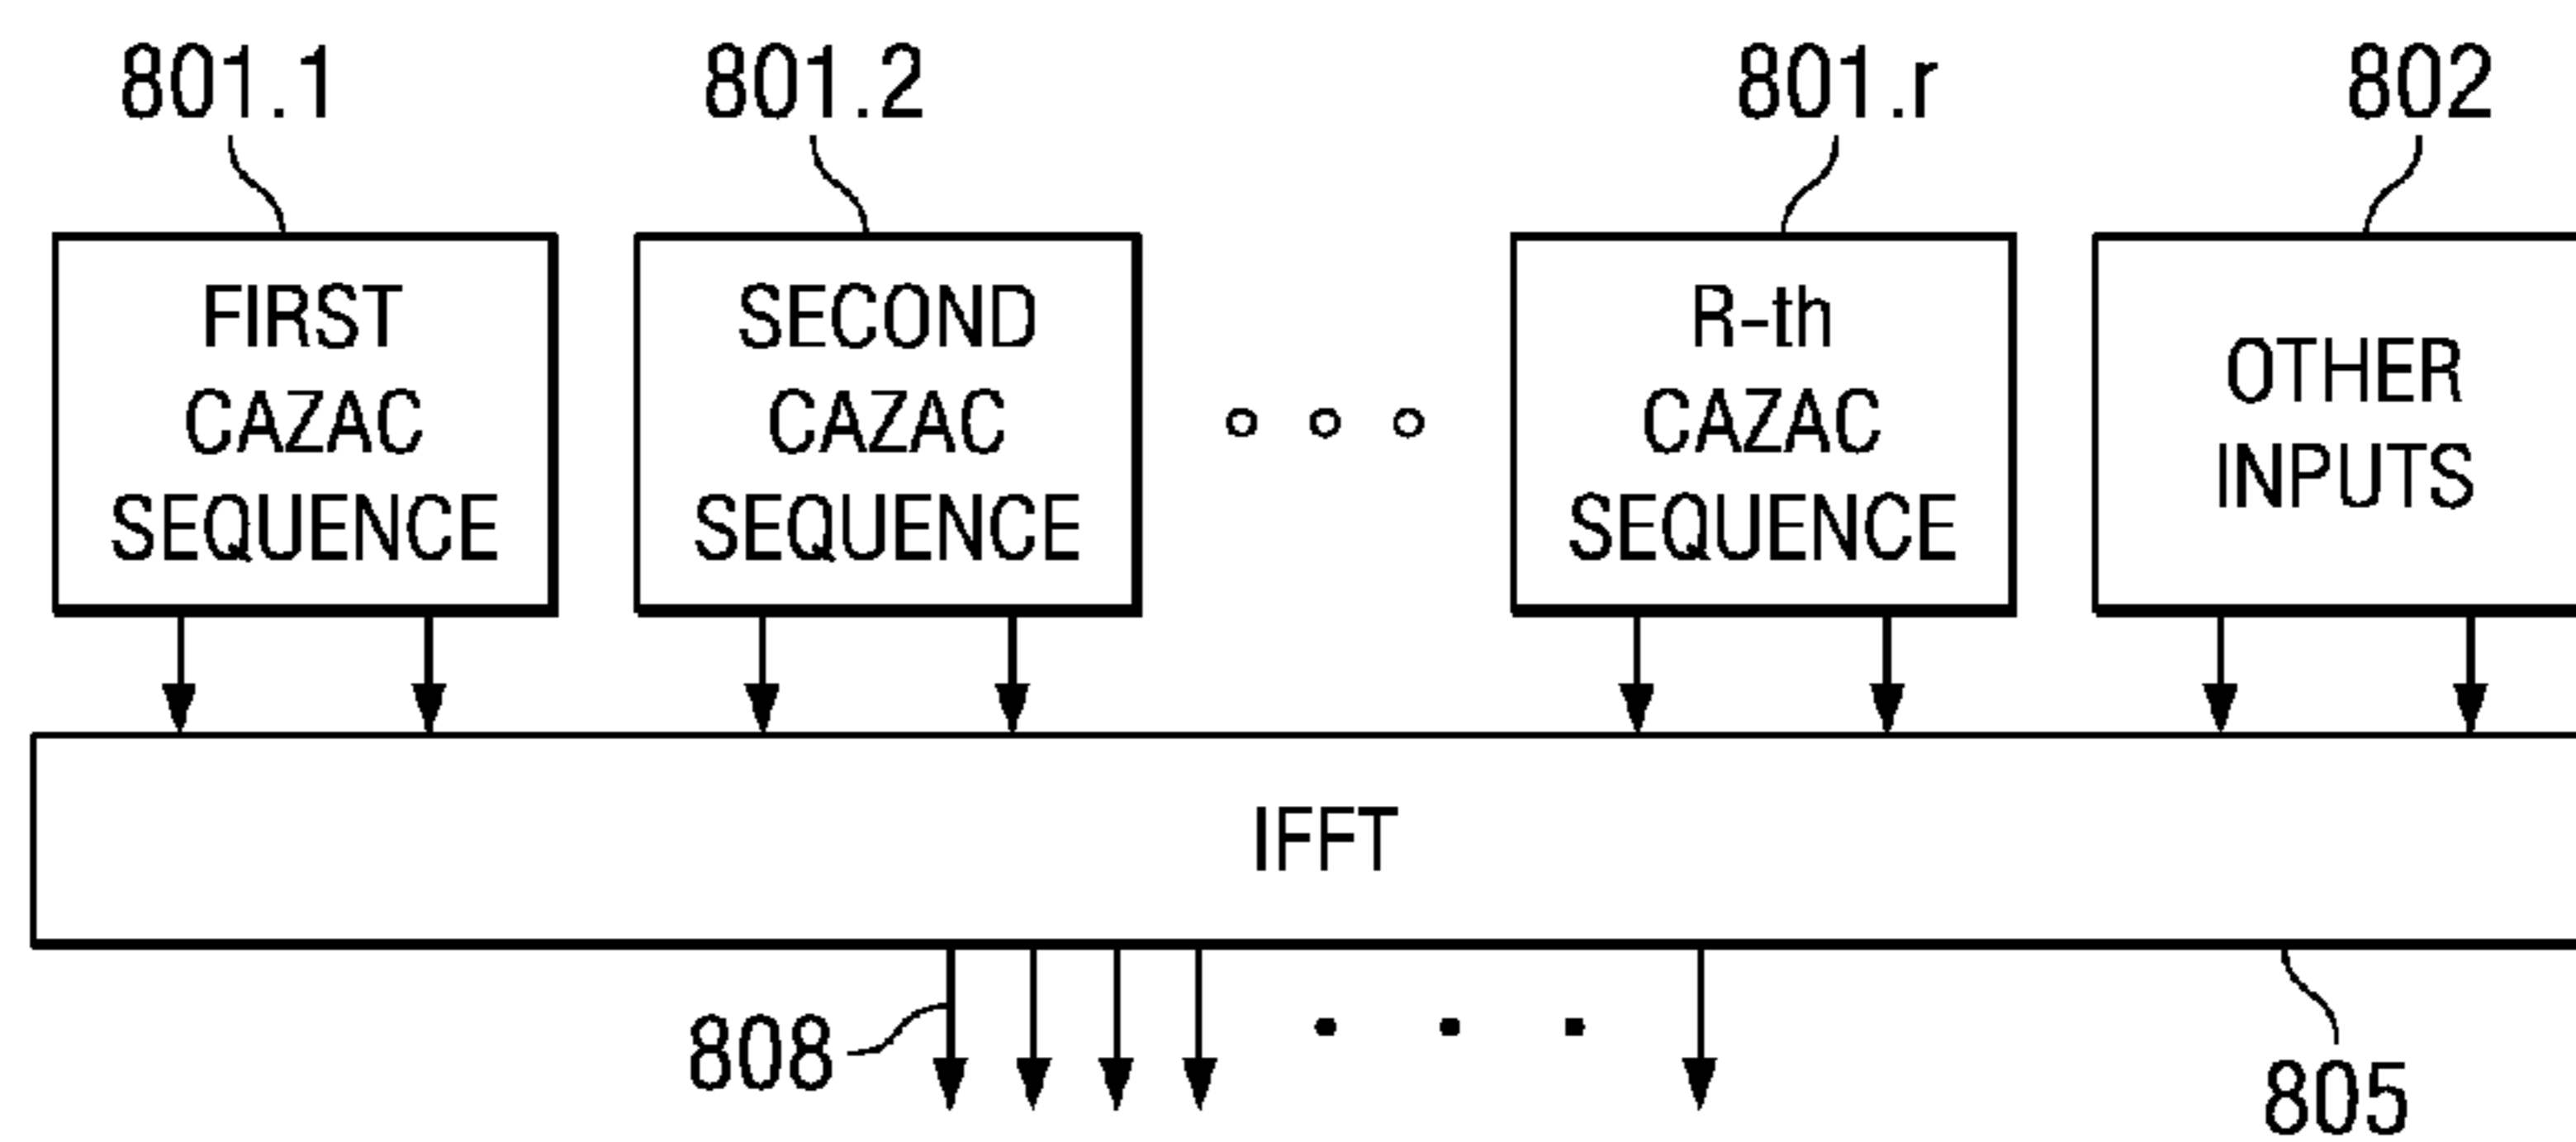 801.1
801.2
801.r
802
FIRST
CAZAC
SEQUENCE
SECOND
CAZAC
SEQUENCE
R-th
CAZAC
SEQUENCE
OTHER
INPUTS
IFFT
808
805